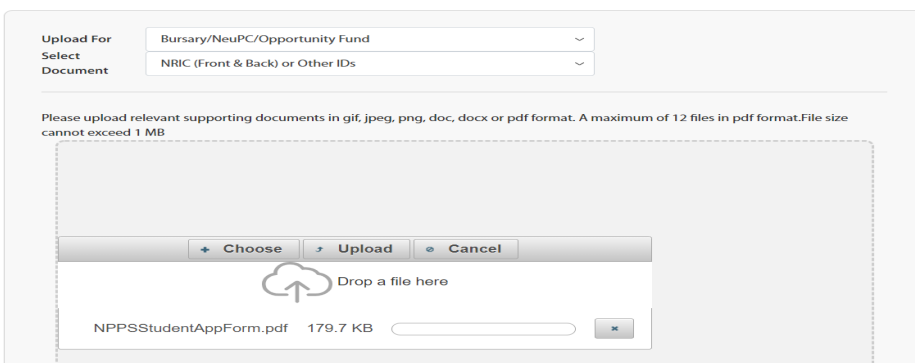 Upload For Bursary/NeuPC/Opportunity Fund
Select Document NRIC (Front & Back) or Other IDs
Please upload relevant supporting documents in gif, jpeg, png, doc, docx or pdf format. A maximum of 12 files in pdf format.File size
cannot exceed 1 MB
Choose Upload Cancel
Drop a file here
NPPSStudentAppForm.pdf 179.7 KB